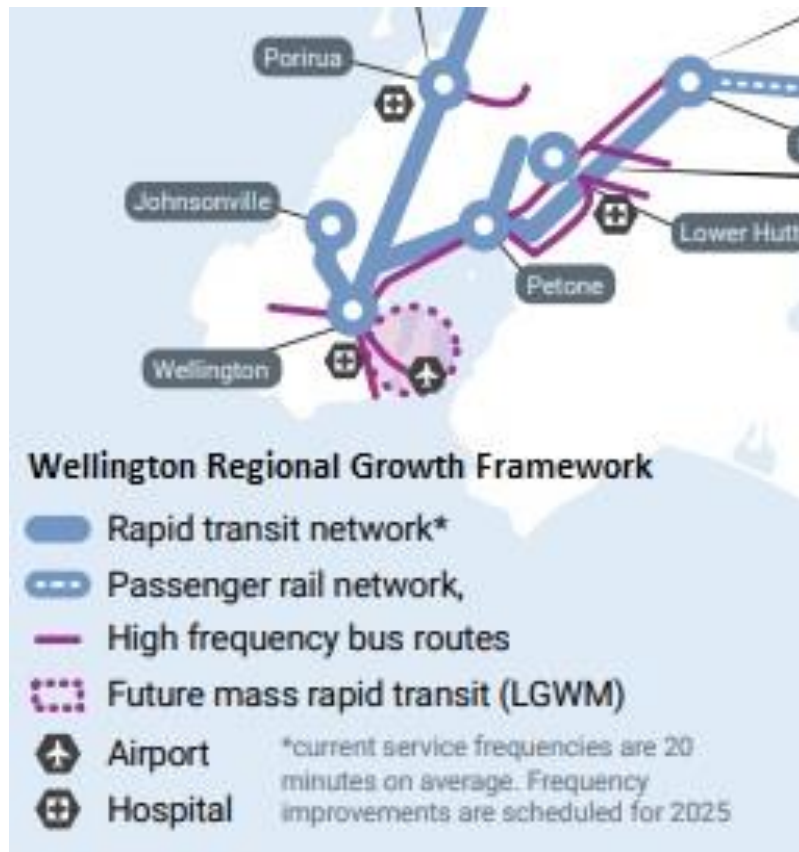 Porirua
Johnsonville
Lower Hutt
Petone
Wellington
Wellington Regional Growth Framework
Rapid transit network*
Passenger rail network,
High frequency bus routes
Future mass rapid transit (LGWM)
Airport
Hospital
*current service frequencies are 20
minutes on average. Frequency
improvements are scheduled for 2025